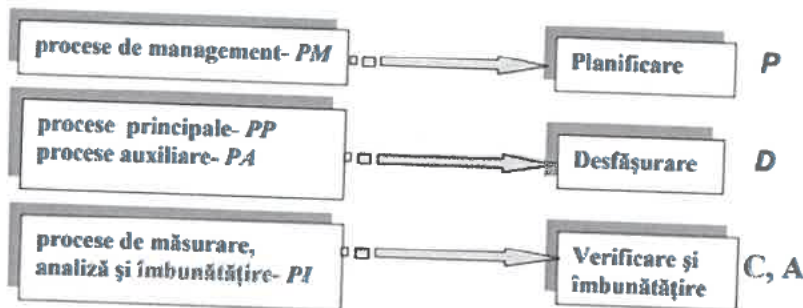 procese de management- PM
Planificare
P
procese principale- PP
procese auxiliare- PA
Desfăşurare
D
procese de măsurare,
analiză şi îmbunătăţire- PI
Verificare şi
îmbunătăţire
C, A